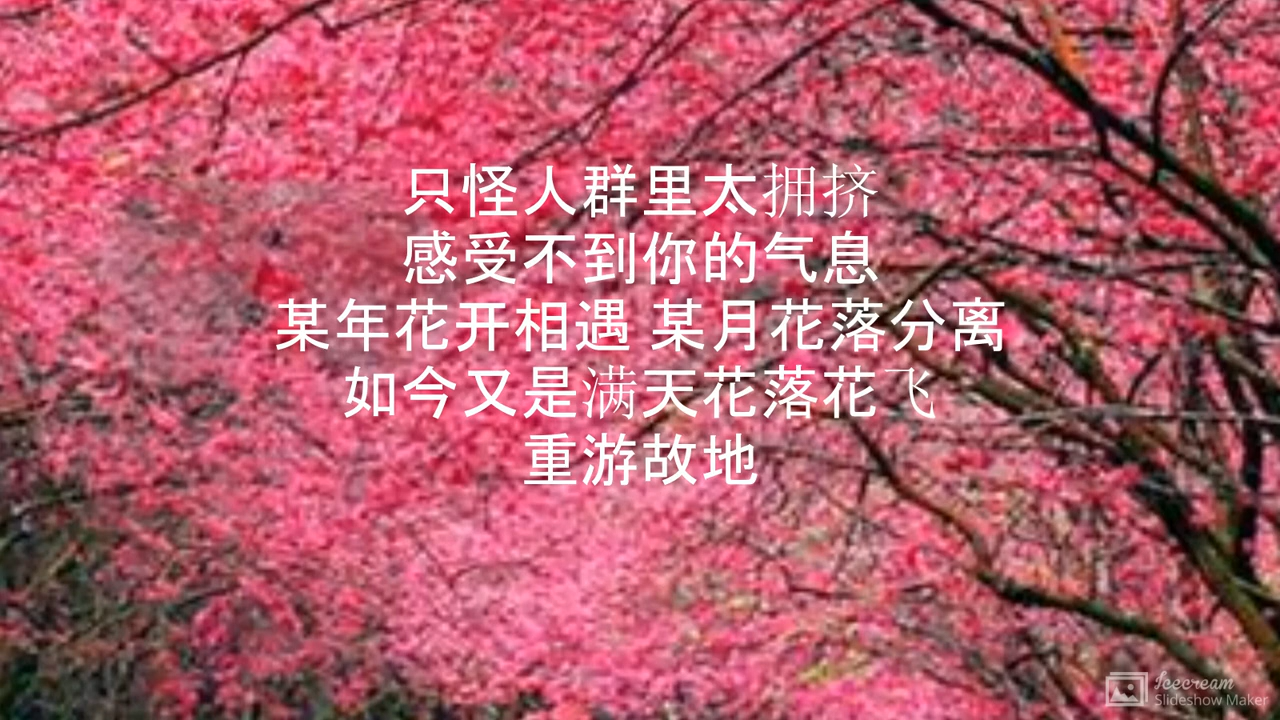 只怪人群里太拥挤
感受不到你的气息
某年花开相遇 某月花落分离
如今又是满天花落花飞
重游故地
Icecream
Slideshow Maker